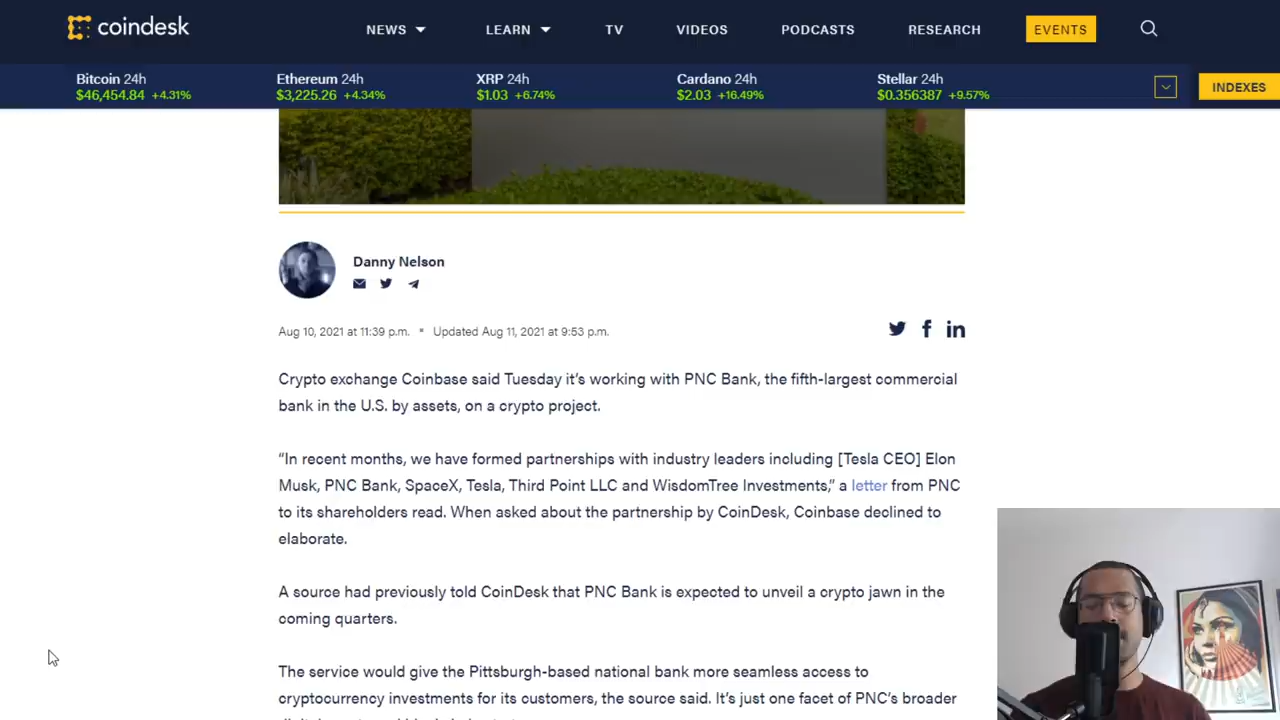 coindesk
NEWS
LEARN
TV
VIDEOS
PODCASTS
RESEARCH
EVENTS
Bitcoin 24h
$46,454.84 +4.31%
Ethereum 24h
$3,225.26 +4.34%
XRP 24h
$1.03 +6.74%
Cardano 24h
$2.03 +16.49%
Stellar 24h
$0.356387 +9.57%
INDEXES
Danny Nelson
Aug 10, 2021 at 11:39 p.m. • Updated Aug 11, 2021 at 9:53 p.m.
Crypto exchange Coinbase said Tuesday it’s working with PNC Bank, the fifth-largest commercial
bank in the U.S. by assets, on a crypto project.
“In recent months, we have formed partnerships with industry leaders including [Tesla CEO] Elon
Musk, PNC Bank, SpaceX, Tesla, Third Point LLC and WisdomTree Investments,” a letter from PNC
to its shareholders read. When asked about the partnership by CoinDesk, Coinbase declined to
elaborate.
A source had previously told CoinDesk that PNC Bank is expected to unveil a crypto jawn in the
coming quarters.
The service would give the Pittsburgh-based national bank more seamless access to
cryptocurrency investments for its customers, the source said. It’s just one facet of PNC’s broader